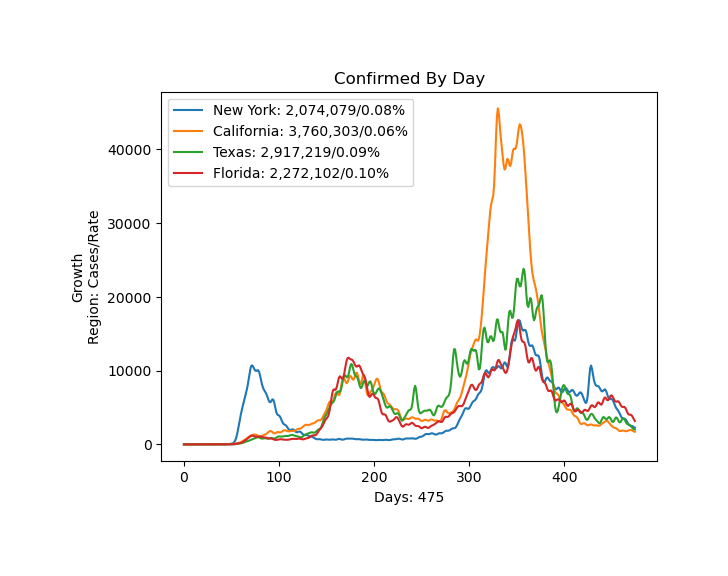 Confirmed By Day
New York: 2,074,079/0.08%
California: 3,760,303/0.06%
Texas: 2,917,219/0.09%
Florida: 2,272,102/0.10%
Growth
Region: Cases/Rate
40000
30000
20000
10000
0
0 100 200 300 400
Days: 475